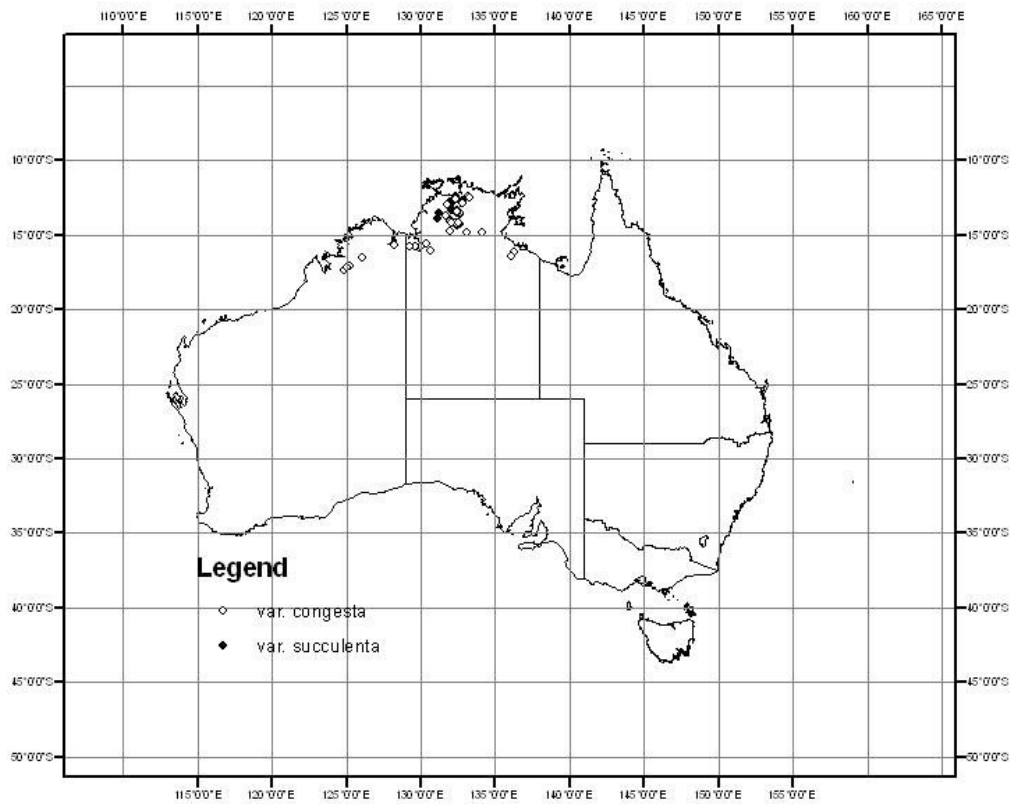 110°0'0"E 115°0'0"E 120°0'0"E 125°0'0"E 130°0'0"E 135°0'0"E 140°0'0"E 145°0'0"E 150°0'0"E 155°0'0"E 160°0'0"E 165°0'0"E
10°0'0"S 10°0'0"S
15°0'0"S 15°0'0"S
20°0'0"S 20°0'0"S
25°0'0"S 25°0'0"S
30°0'0"S 30°0'0"S
35°0'0"S 35°0'0"S
Legend
40°0'0"S 40°0'0"S
var. congesta
var. succulenta
45°0'0"S 45°0'0"S
50°0'0"S 50°0'0"S
115°0'0"E 120°0'0"E 125°0'0"E 130°0'0"E 135°0'0"E 140°0'0"E 145°0'0"E 150°0'0"E 155°0'0"E